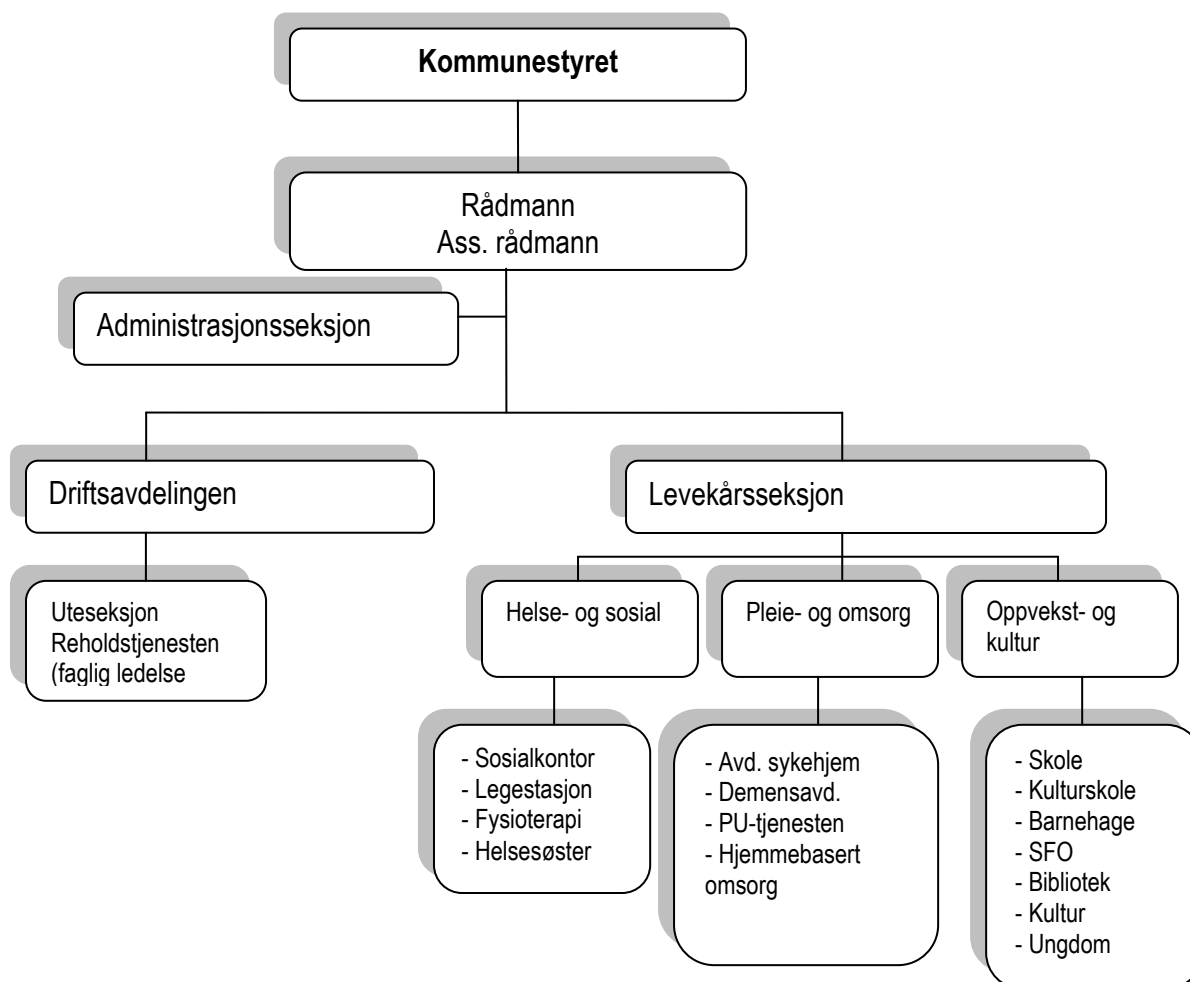 Kommunestyret
Rådmann
Ass. rådmann
Administrasjonsseksjon
Driftsavdelingen
Levekårsseksjon
Uteseksjon
Reholdstjenesten
(faglig ledelse
Helse- og sosial
Pleie- og omsorg
Oppvekst- og
kultur
- Sosialkontor
- Legestasjon
- Fysioterapi
- Helsesøster
- Avd. sykehjem
- Demensavd.
- PU-tjenesten
- Hjemmebasert
omsorg
- Skole
- Kulturskole
- Barnehage
- SFO
- Bibliotek
- Kultur
- Ungdom